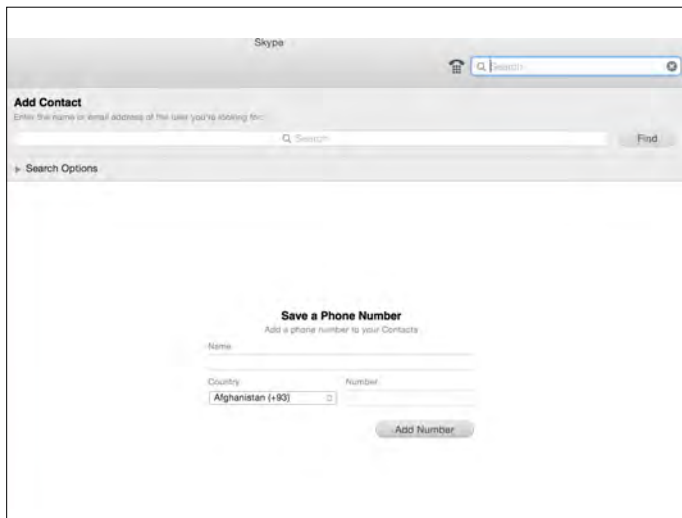 Skype
Search
Add Contact
Enter the name or email address of the user you're looking for:
Search
Find
Search Options
Save a Phone Number
Add a phone number to your Contacts
Name
Country
Number
Afghanistan (+93)
Add Number